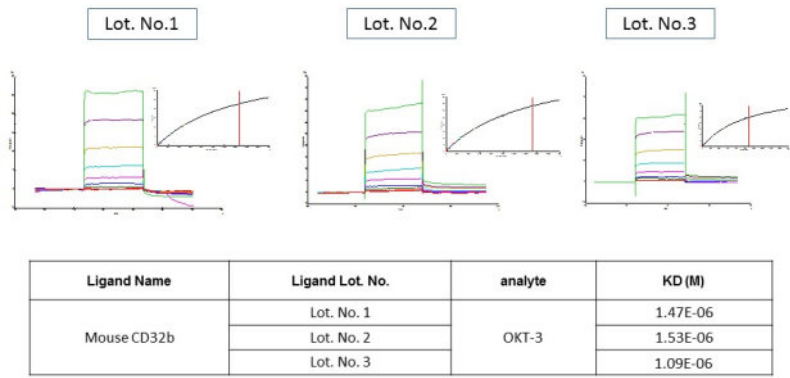 Lot. No.1
Lot. No.2
Lot. No.3
Ligand Name Ligand Lot. No. analyte KD (M)
Mouse CD32b Lot. No. 1 OKT-3 1.47E-06
Lot. No. 2 1.53E-06
Lot. No. 3 1.09E-06